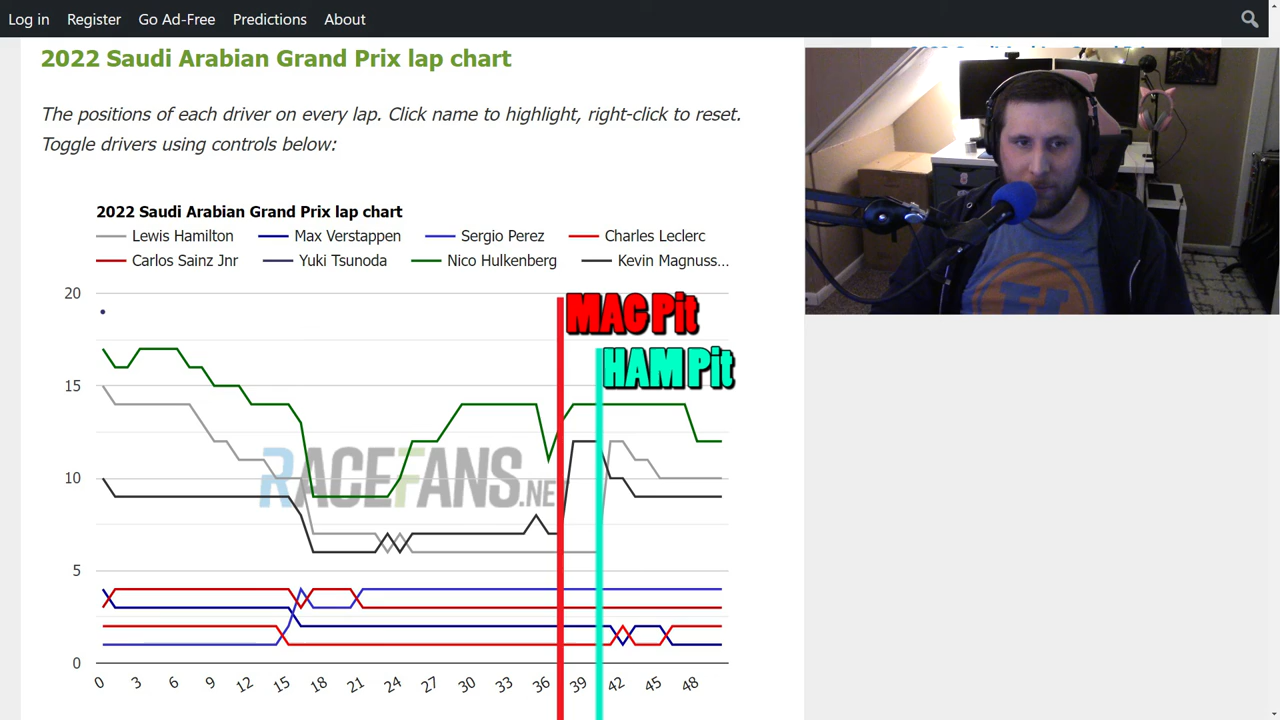 Log in Register Go Ad-Free Predictions About
2022 Saudi Arabian Grand Prix lap chart
The positions of each driver on every lap. Click name to highlight, right-click to reset.
Toggle drivers using controls below:
2022 Saudi Arabian Grand Prix lap chart
Lewis Hamilton Max Verstappen Sergio Perez Charles Leclerc
Carlos Sainz Jnr Yuki Tsunoda Nico Hulkenberg Kevin Magnuss...
20
MAG Pit
HAM Pit
15
10
RACEFANS.NE
5
0
0 3 6 9 12 15 18 21 24 27 30 33 36 39 42 45 48